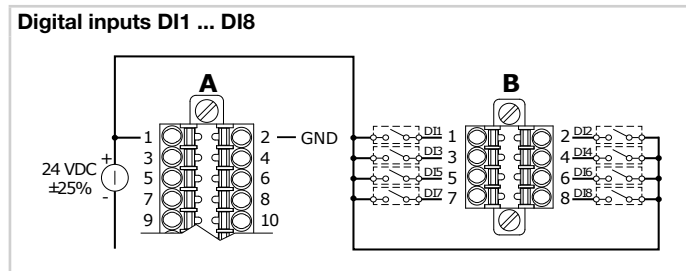 Digital inputs DI1 ... DI8
A
B
1
2
GND
3
4
5
6
7
8
9
10
24 VDC
±25%
+
-
DI1
1
2
DI2
DI3
3
4
DI4
DI5
5
6
DI6
DI7
7
8
DI8